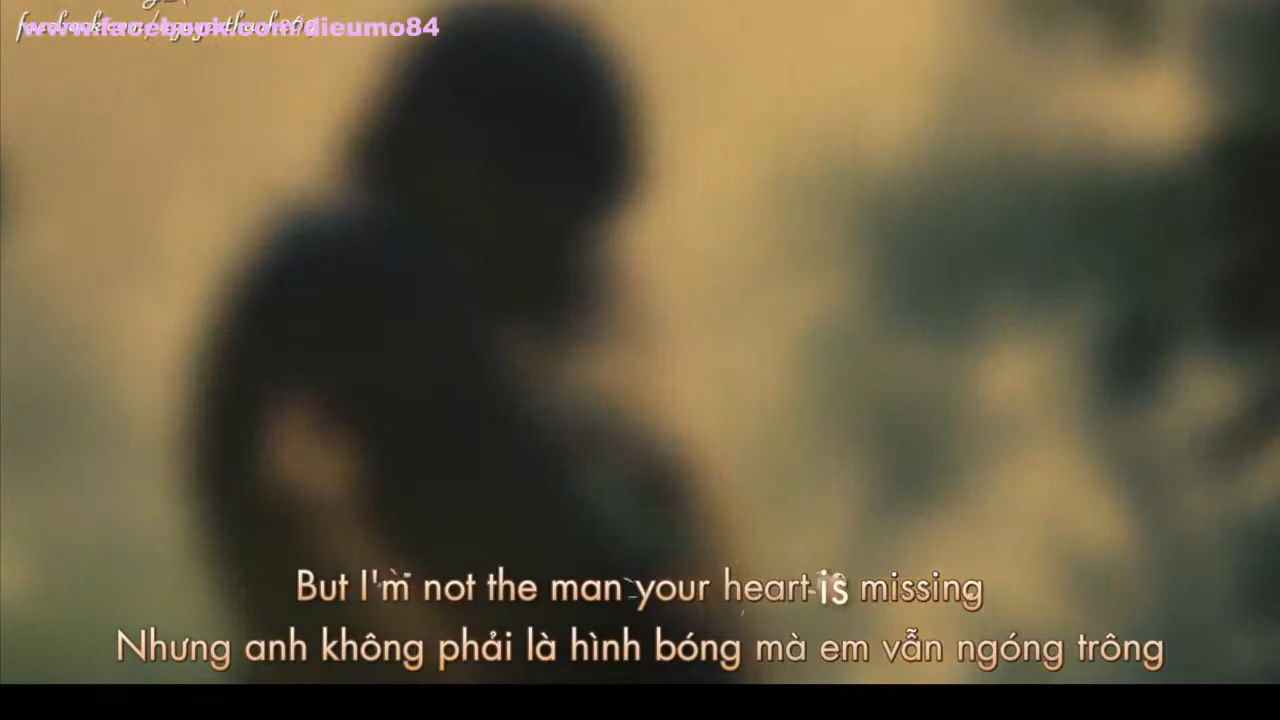 www.facebook.com/dieumo84
But I'm not the man your heart is missing
Nhưng anh không phải là hình bóng mà em vẫn ngóng trông